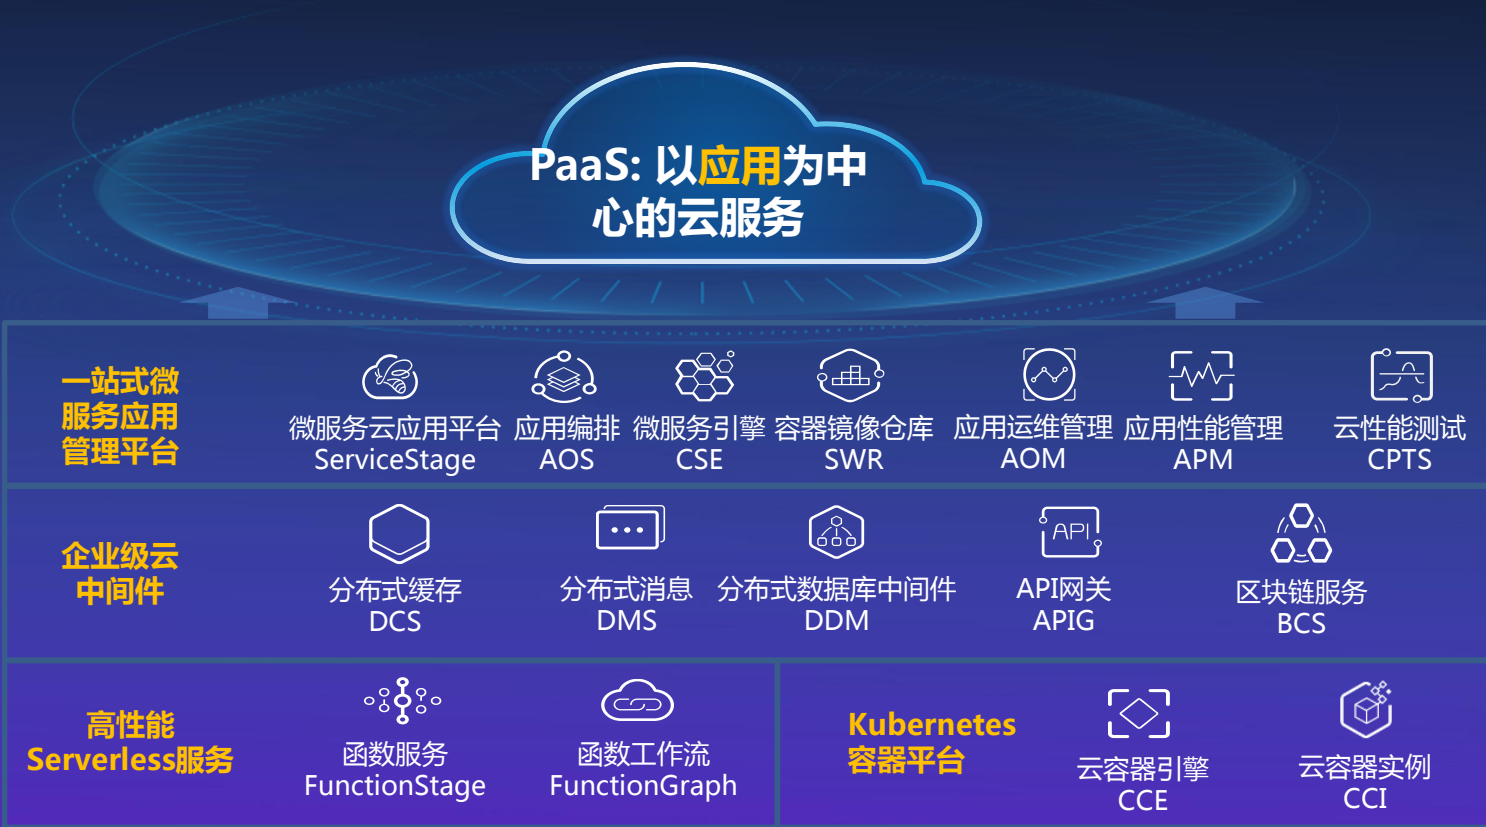 PaaS: 以应用为中
心的云服务
一站式微
服务应用
管理平台
微服务云应用平台
ServiceStage
应用编排
AOS
微服务引擎
CSE
容器镜像仓库
SWR
应用运维管理
AOM
应用性能管理
APM
云性能测试
CPTS
企业级云
中间件
分布式缓存
DCS
分布式消息
DMS
分布式数据库中间件
DDM
API
API网关
APIG
区块链服务
BCS
高性能
Serverless服务
函数服务
FunctionStage
函数工作流
FunctionGraph
Kubernetes
容器平台
云容器引擎
CCE
云容器实例
CCI